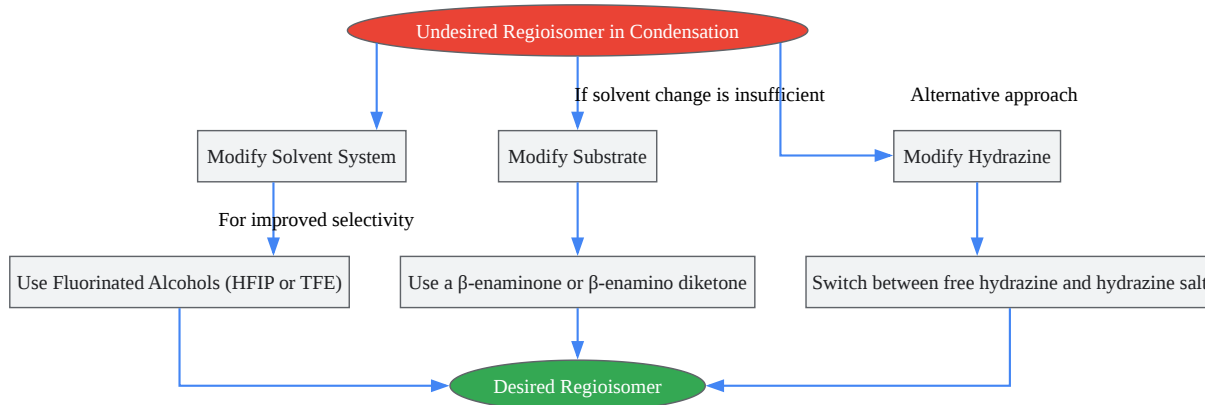 Undesired Regioisomer in Condensation
If solvent change is insufficient
Alternative approach
Modify Solvent System
Modify Substrate
Modify Hydrazine
For improved selectivity
Use Fluorinated Alcohols (HFIP or TFE)
Use a β-enaminone or β-enamino diketone
Switch between free hydrazine and hydrazine salt
Desired Regioisomer